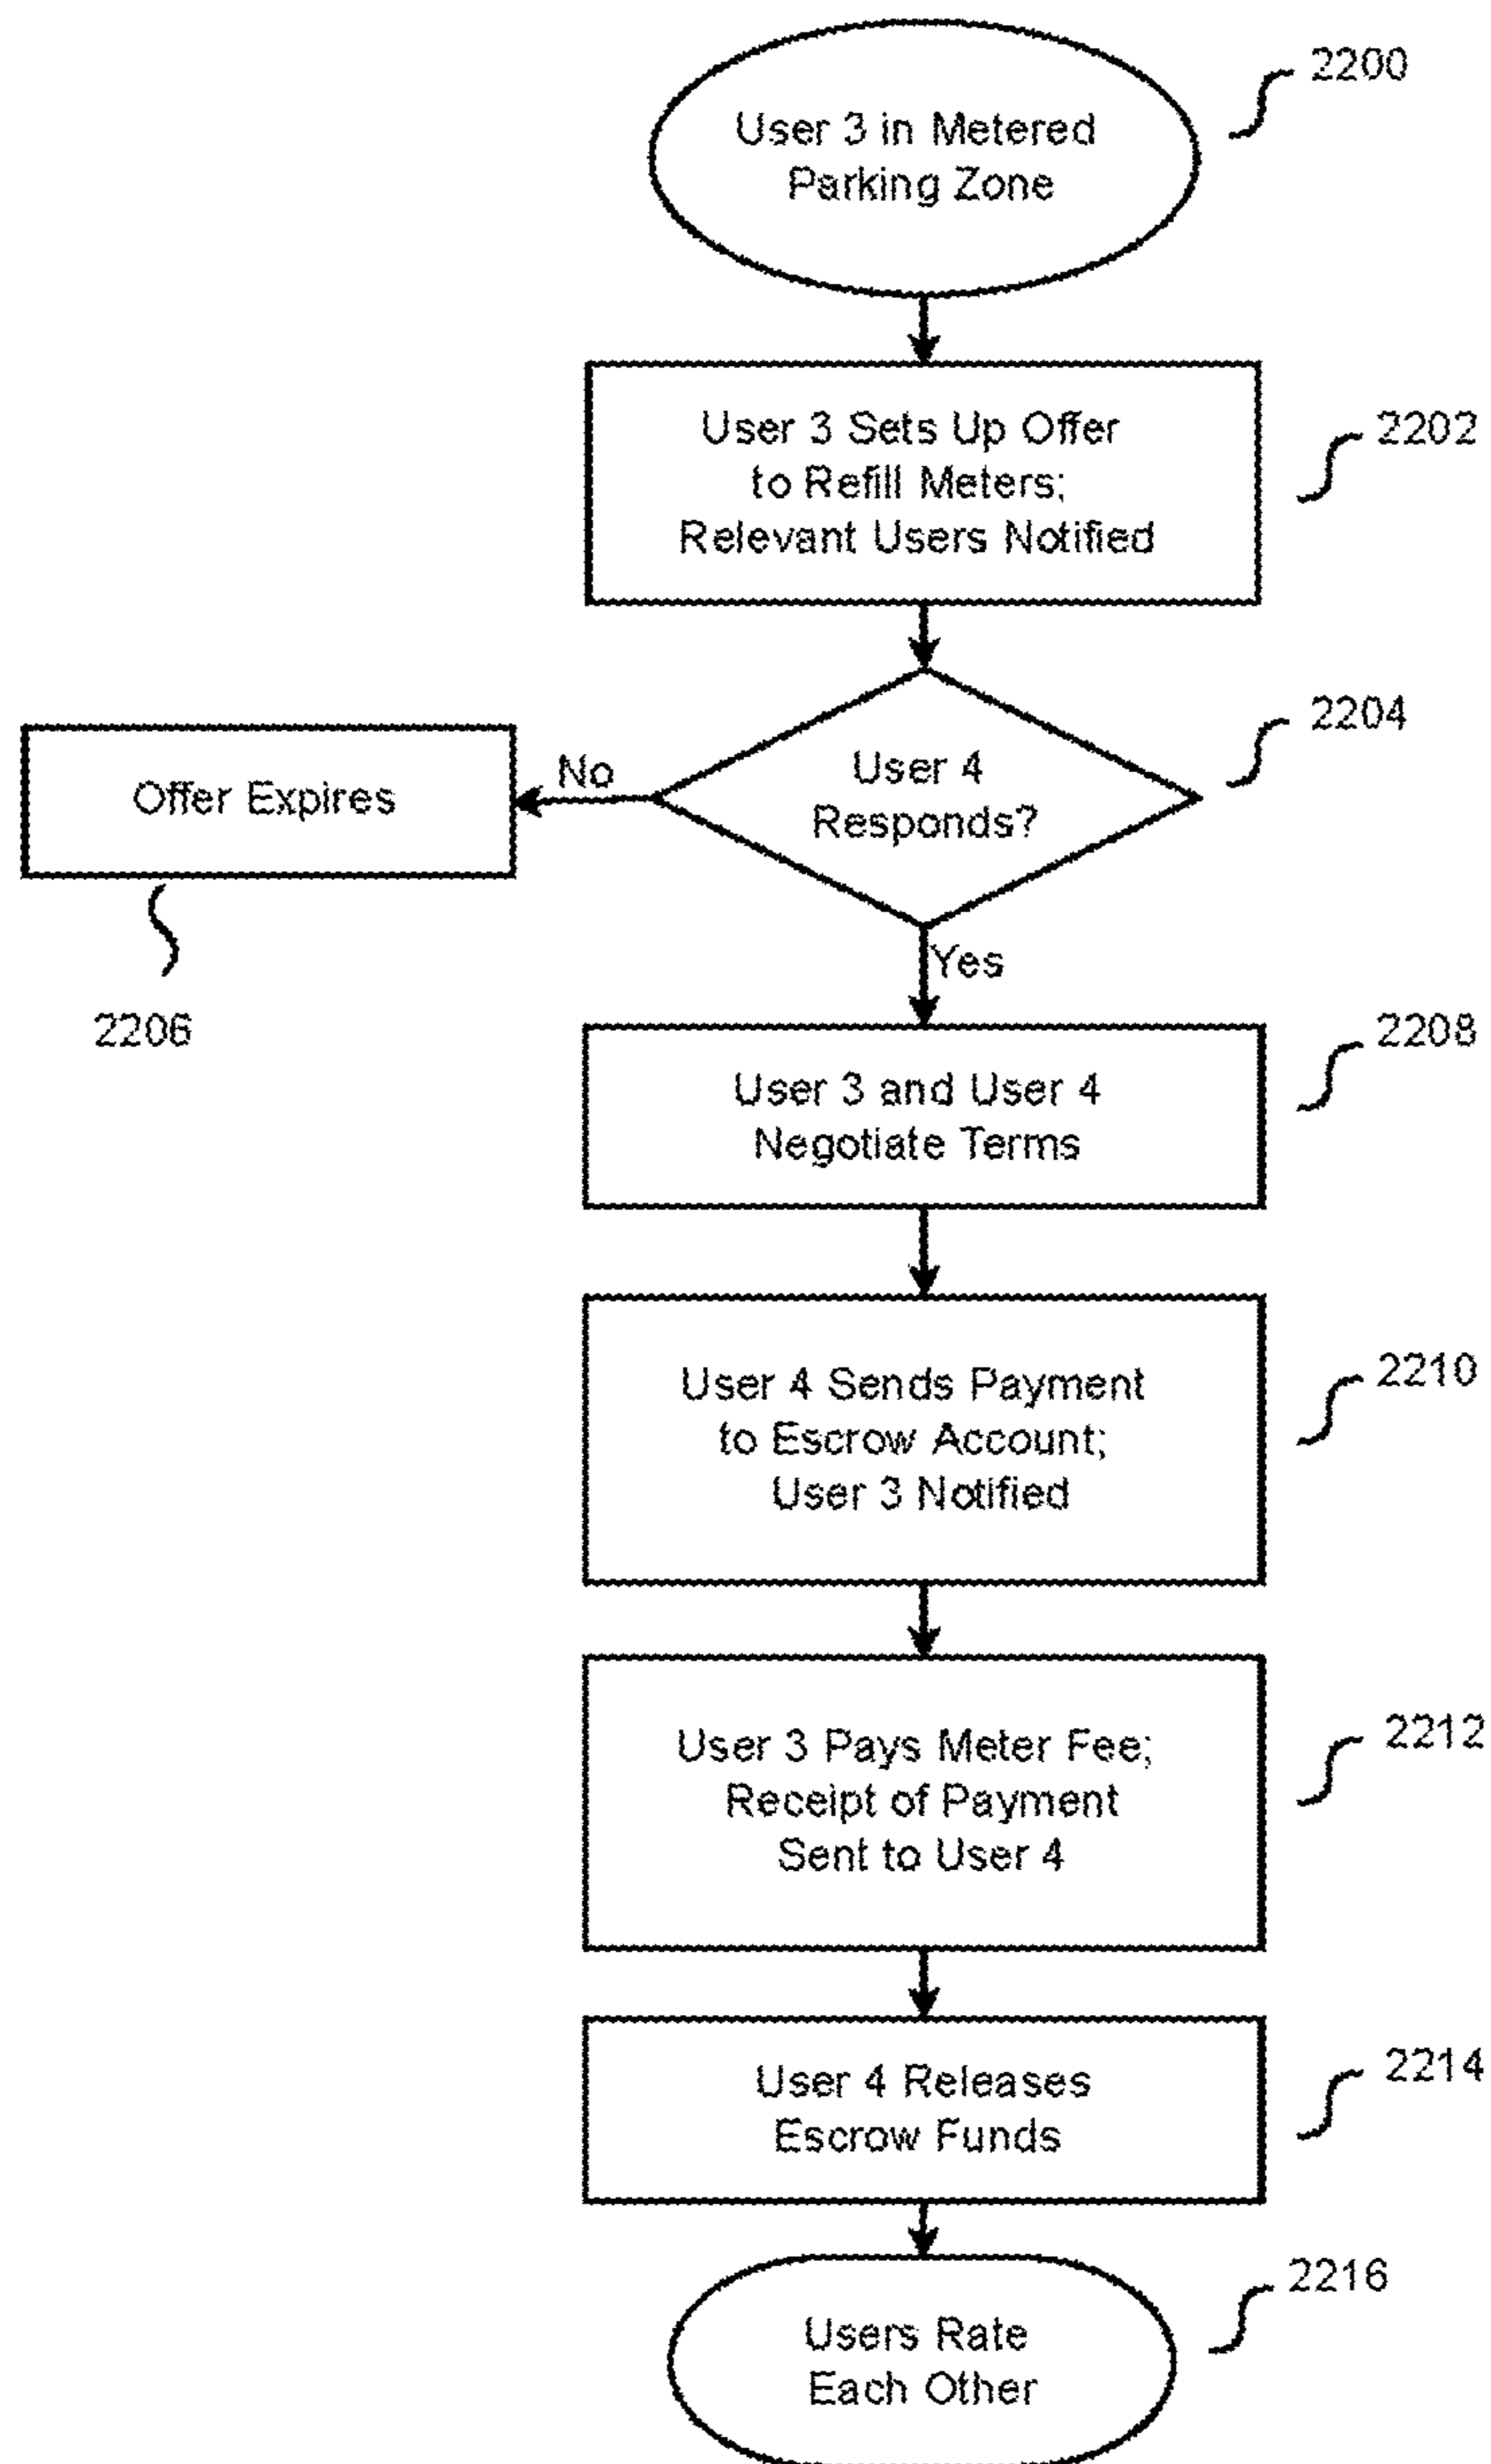 User 3 in Metered
Parking Zone
2200
User 3 Sets Up Offer
to Refill Meters;
Relevant Users Notified
2202
User 4
Responds?
2204
No
Offer Expires
2206
Yes
User 3 and User 4
Negotiate Terms
2208
User 4 Sends Payment
to Escrow Account;
User 3 Notified
2210
User 3 Pays Meter Fee;
Receipt of Payment
Sent to User 4
2212
User 4 Releases
Escrow Funds
2214
Users Rate
Each Other
2216